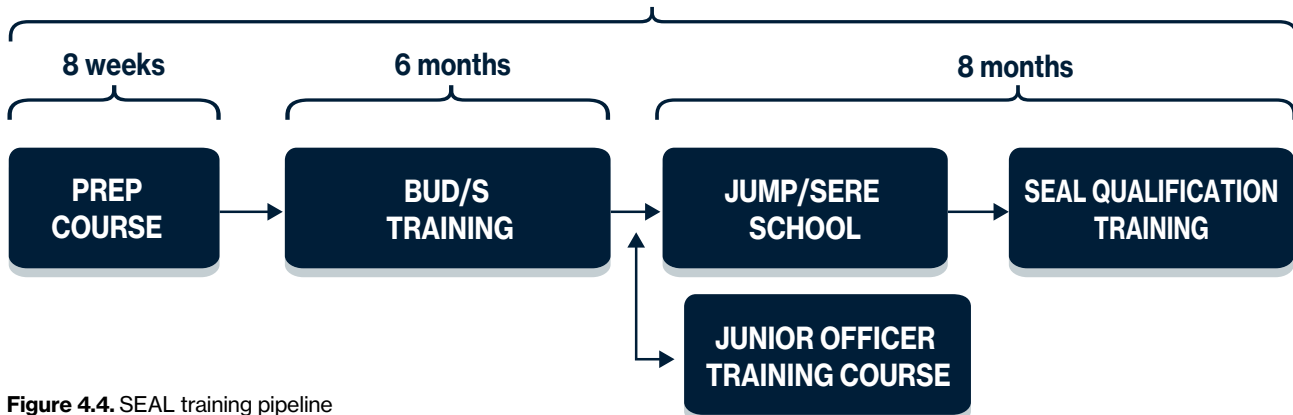 8 weeks
6 months
8 months
PREP
COURSE
BUD/S
TRAINING
JUMP/SERE
SCHOOL
SEAL QUALIFICATION
TRAINING
JUNIOR OFFICER
TRAINING COURSE
Figure 4.4. SEAL training pipeline